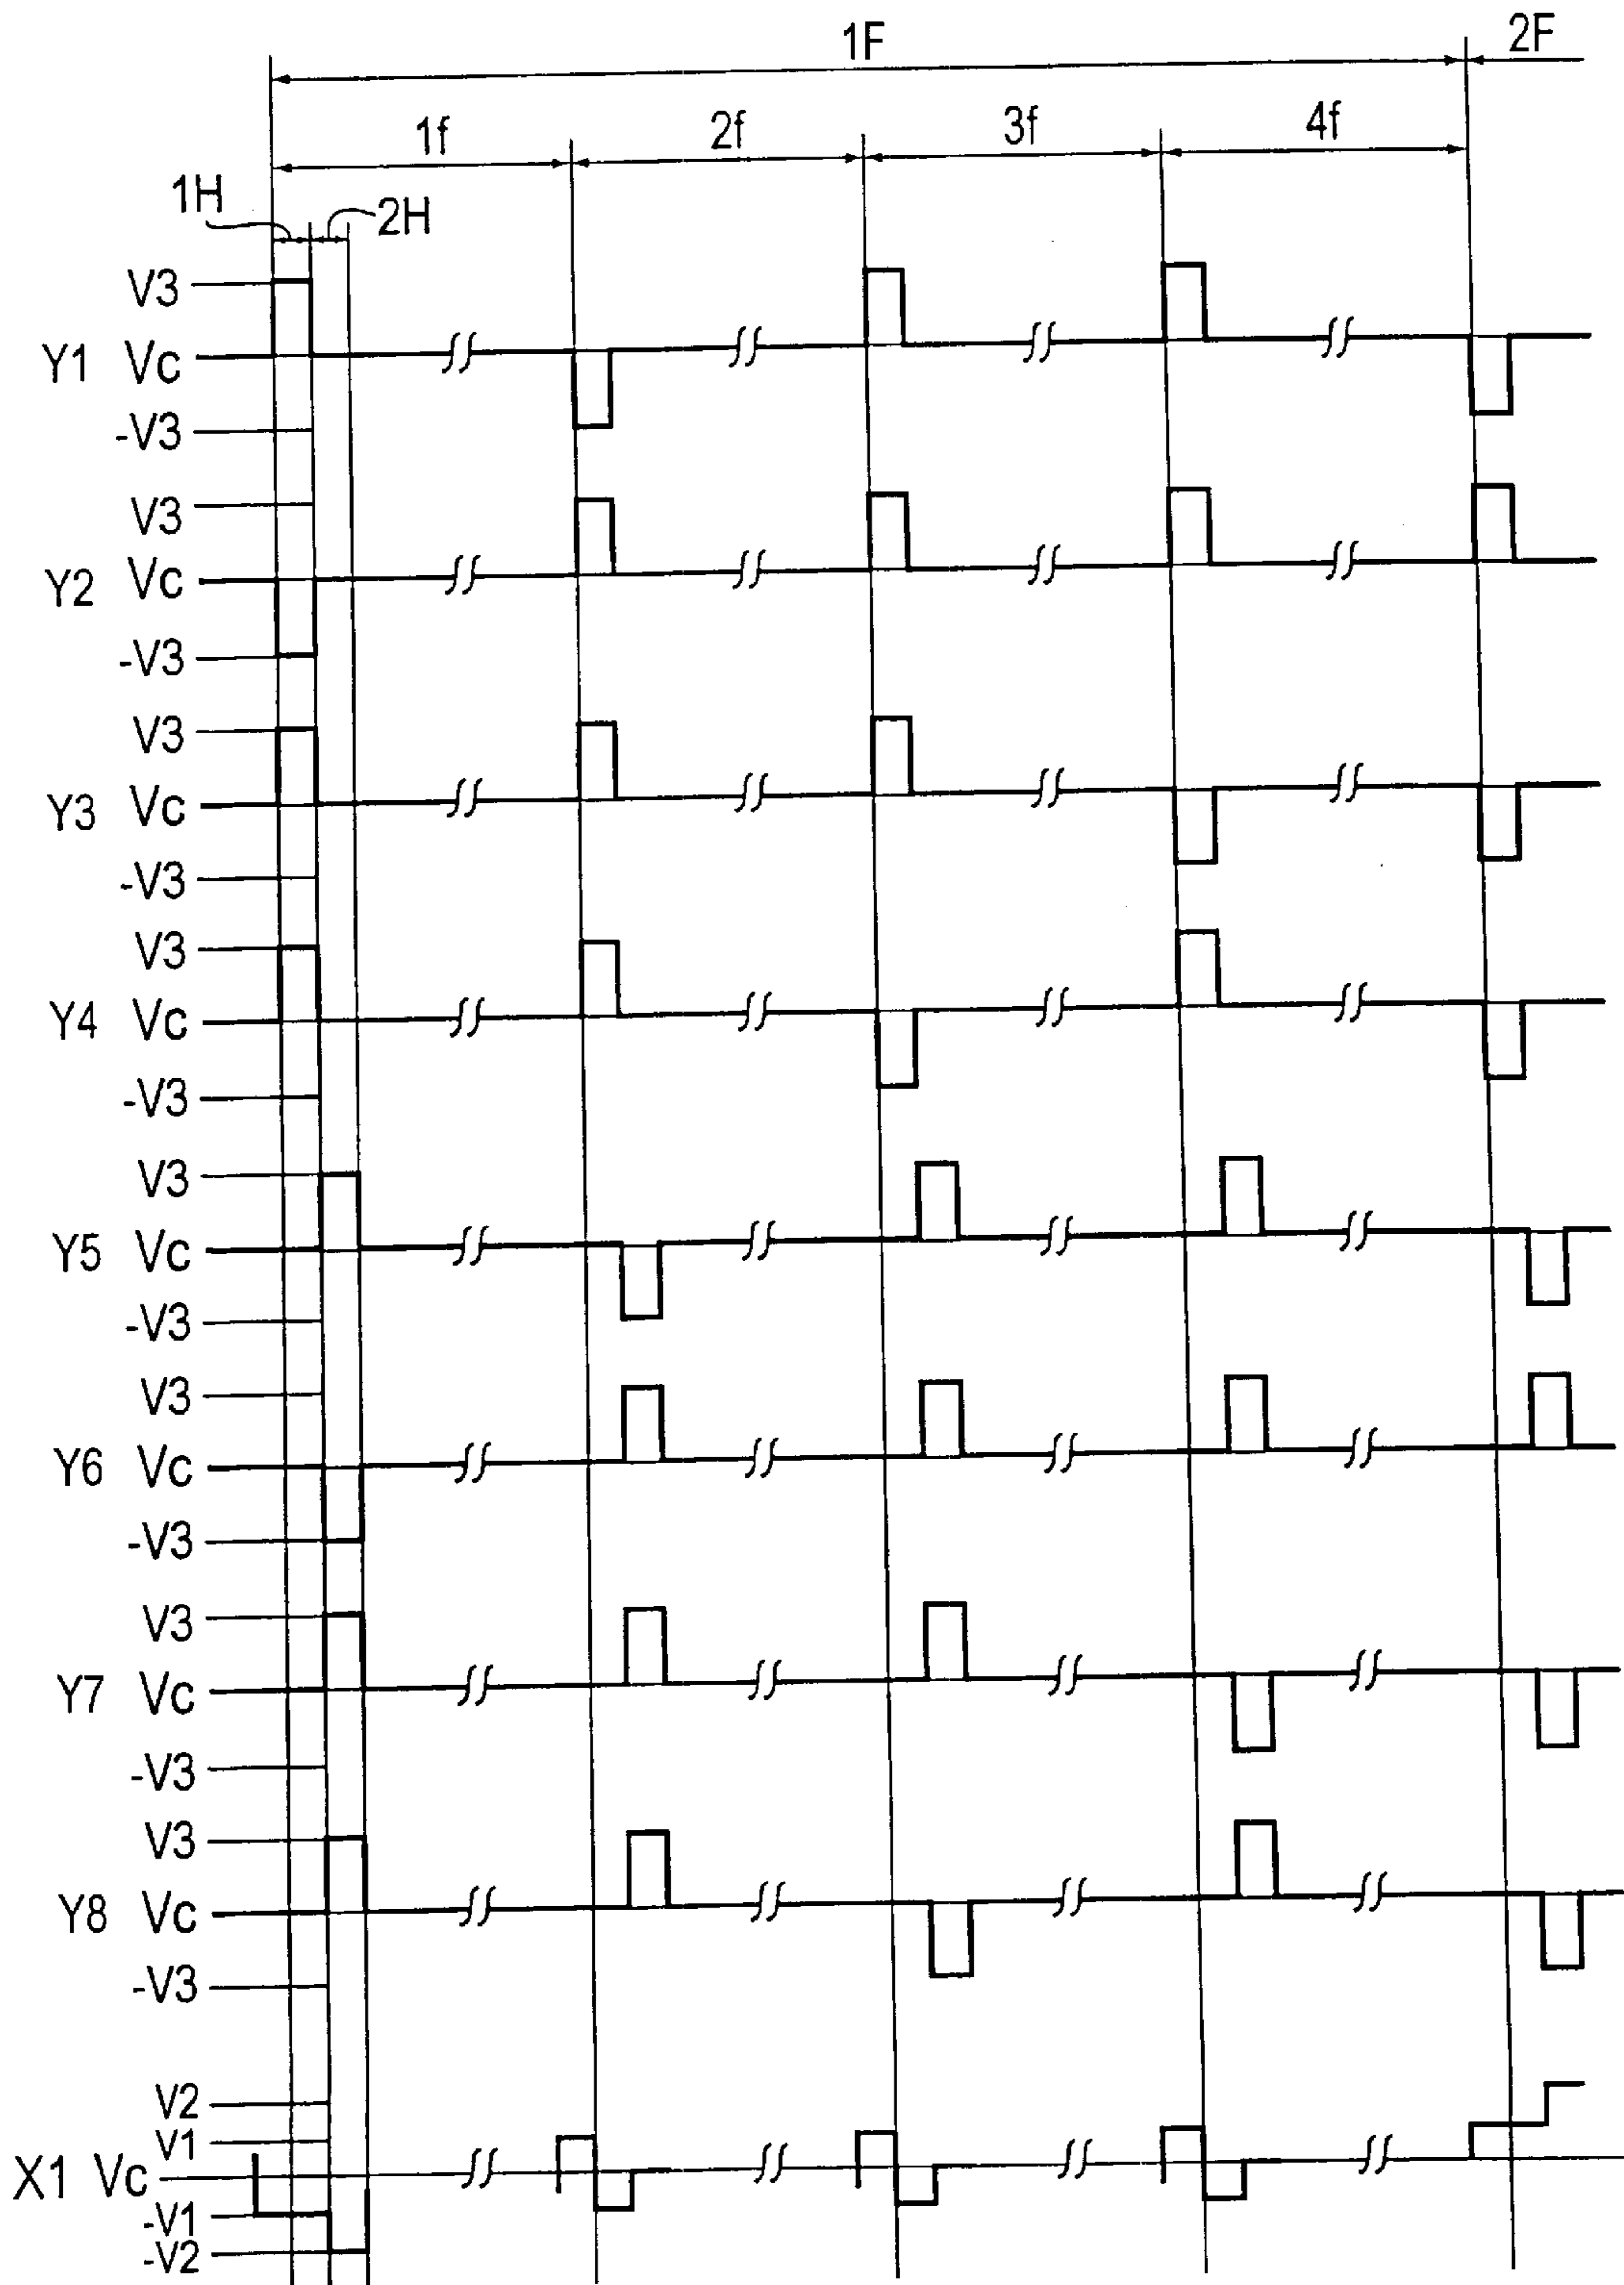 1F 2F
1f 2f 3f 4f
1H 2H
V3
Y1 Vc
-V3
V3
Y2 Vc
-V3
V3
Y3 Vc
-V3
V3
Y4 Vc
-V3
V3
Y5 Vc
-V3
V3
Y6 Vc
-V3
V3
Y7 Vc
-V3
V3
Y8 Vc
-V3
V2
V1
X1 Vc
-V1
-V2